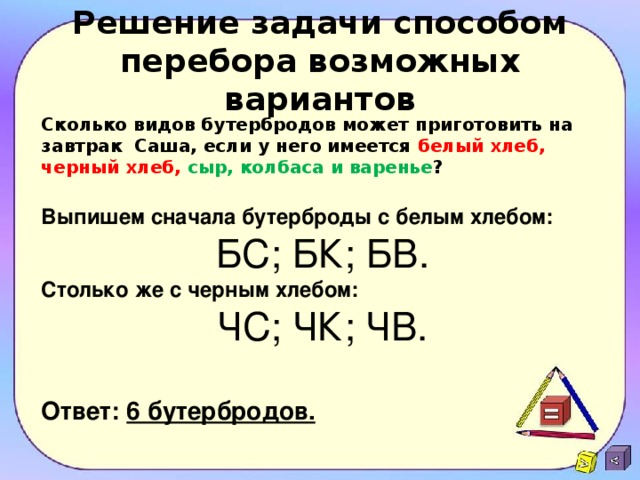 Решение задачи способом
перебора возможных
вариантов
Сколько видов бутербродов может приготовить на
завтрак Саша, если у него имеется белый хлеб,
черный хлеб, сыр, колбаса и варенье?
Выпишем сначала бутерброды с белым хлебом:
БС; БК; БВ.
Столько же с черным хлебом:
ЧС; ЧК; ЧВ.
Ответ: 6 бутербродов.